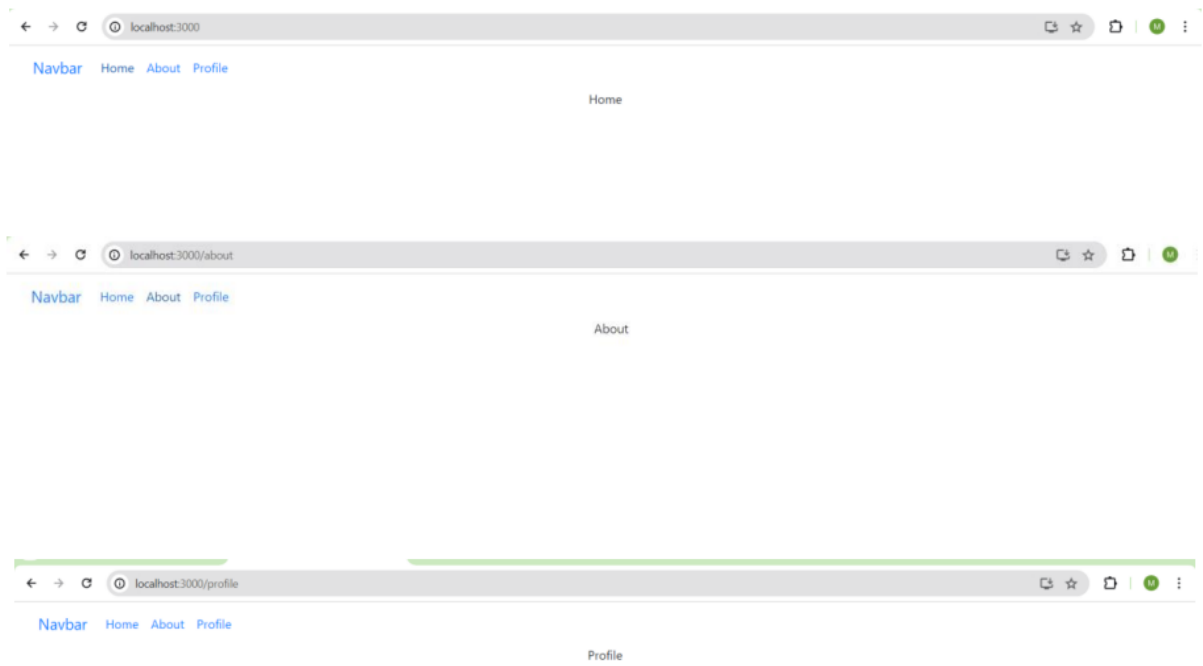 localhost:3000
M
Navbar Home About Profile
Home
localhost:3000/about
M
Navbar Home About Profile
About
localhost:3000/profile
M
Navbar Home About Profile
Profile